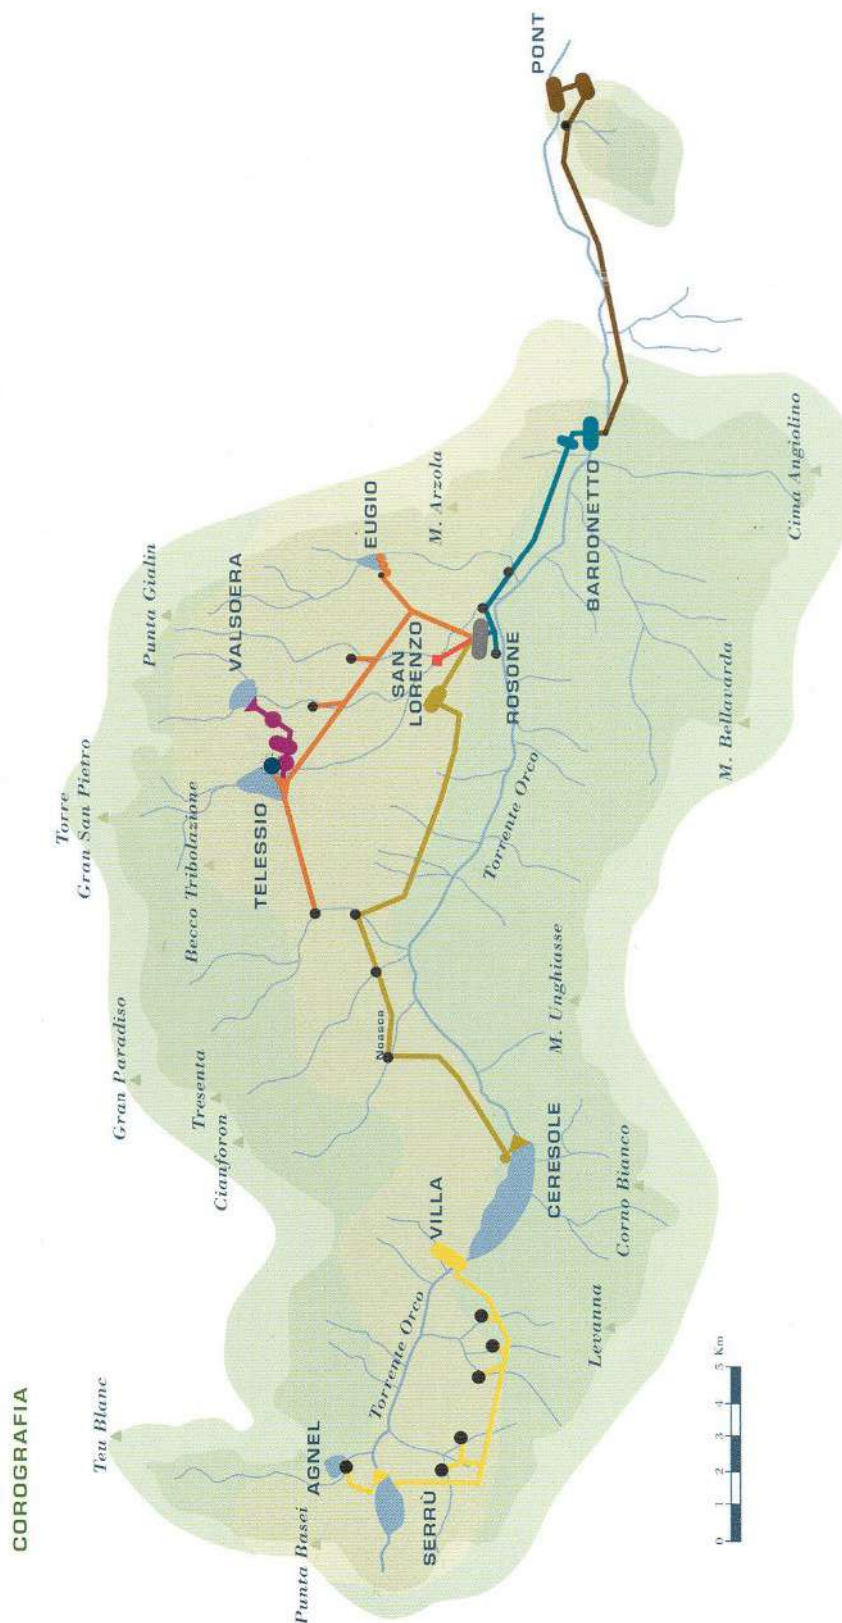 COROGRAFIA
Teu Blanc
Punta Basei
AGNEL
SERRÙ
Torrente Orco
Levanna
VILLA
Corno Bianco
CERESOLE
Cianforon
Tresenta
Gran Paradiso
M. Unghiasse
Noasca
Becco Tribolazione
TELESSIO
Torre
Gran San Pietro
Torrente Orco
M. Bellavarda
VALSOERA
Punta Gialin
SAN
LORENZO
ROSONE
EUGIO
M. Arzola
BARDONETTO
Cima Angiolino
PONT
0 1 2 3 4 5 Km